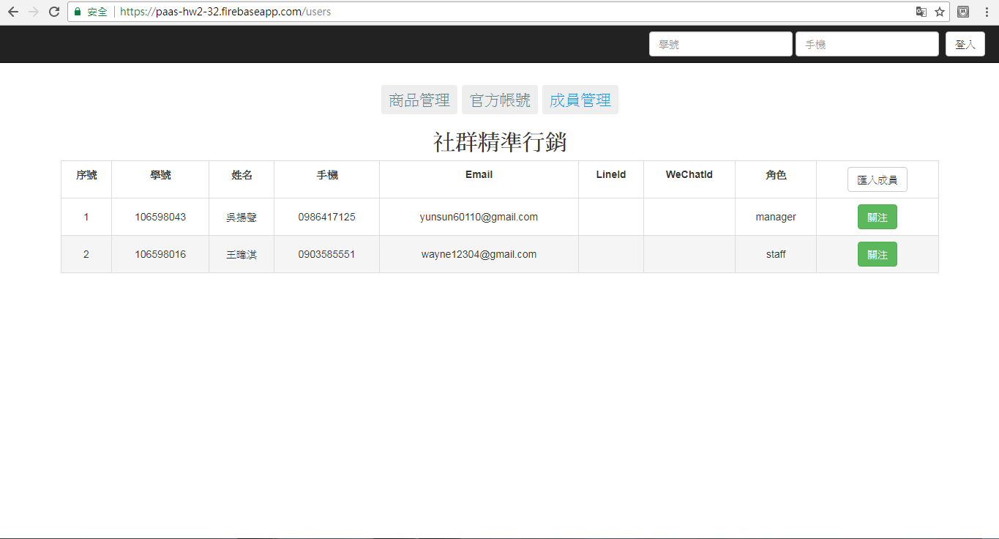 安全 https://paas-hw2-32.firebaseapp.com/users
學號 手機 登入
商品管理 官方帳號 成員管理
社群精準行銷
序號 學號 姓名 手機 Email LineId WeChatId 角色 匯入成員
1 106598043 吳揚聲 0986417125 yunsun60110@gmail.com manager 關注
2 106598016 王暐淇 0903585551 wayne12304@gmail.com staff 關注